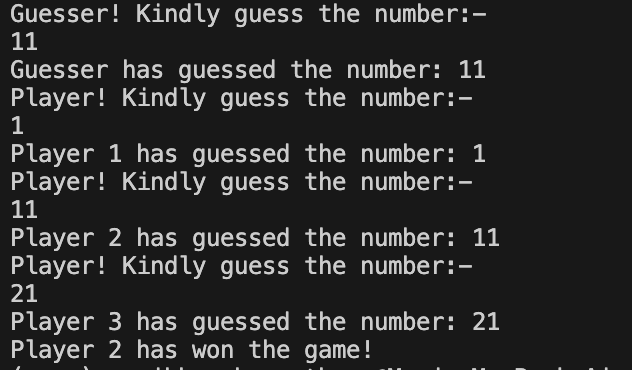 Guesser! Kindly guess the number:-
11
Guesser has guessed the number: 11
Player! Kindly guess the number:-
1
Player 1 has guessed the number: 1
Player! Kindly guess the number:-
11
Player 2 has guessed the number: 11
Player! Kindly guess the number:-
21
Player 3 has guessed the number: 21
Player 2 has won the game!